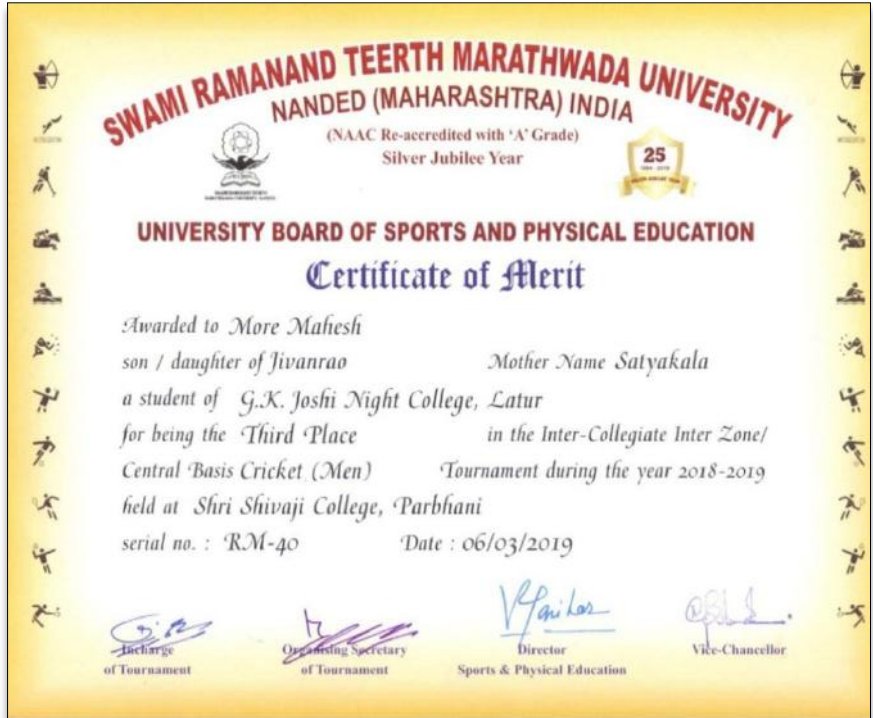 SWAMI RAMANAND TEERTH MARATHWADA UNIVERSITY
NANDED (MAHARASHTRA) INDIA
(NAAC Re-accredited with 'A' Grade)
Silver Jubilee Year
25
UNIVERSITY BOARD OF SPORTS AND PHYSICAL EDUCATION
Certificate of Merit
Awarded to More Mahesh
son / daughter of Jivanrao Mother Name Satyakala
a student of G.K. Joshi Night College, Latur
for being the Third Place in the Inter-Collegiate Inter Zone/
Central Basis Cricket (Men) Tournament during the year 2018-2019
held at Shri Shivaji College, Parbhani
serial no. : RM-40 Date : 06/03/2019
Incharge
of Tournament
Organising Secretary
of Tournament
Director
Sports & Physical Education
Vice-Chancellor